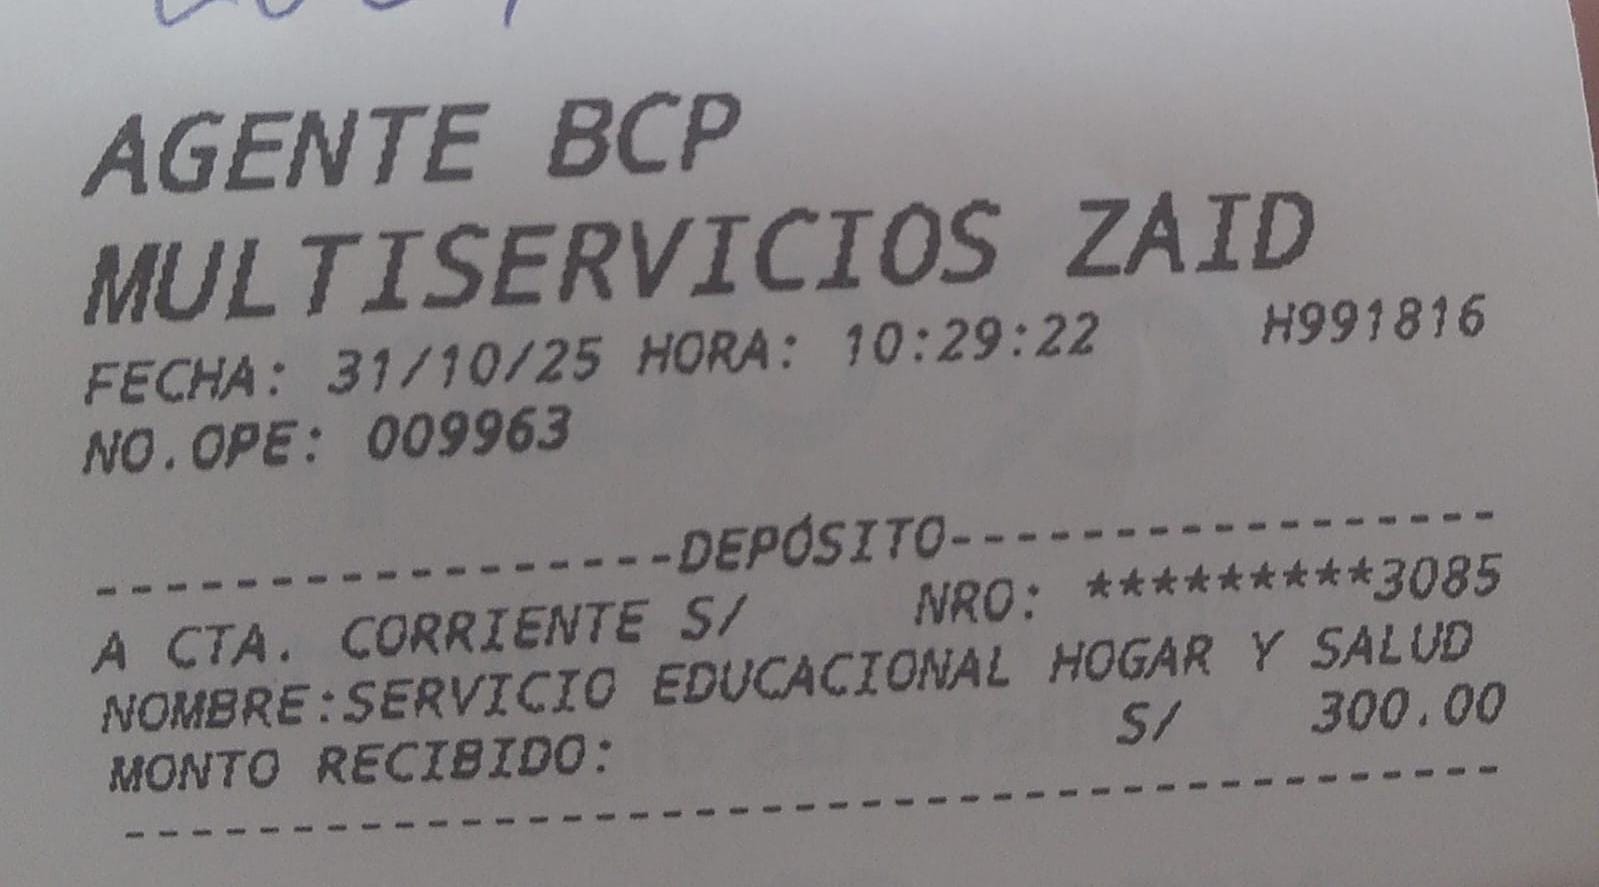 AGENTE BCP
MULTISERVICIOS ZAID
FECHA: 31/10/25 HORA: 10:29:22 H991816
NO.OPE: 009963
------------------DEPÓSITO------------------
A CTA. CORRIENTE S/ NRO: *********3085
NOMBRE:SERVICIO EDUCACIONAL HOGAR Y SALUD
MONTO RECIBIDO: S/ 300.00